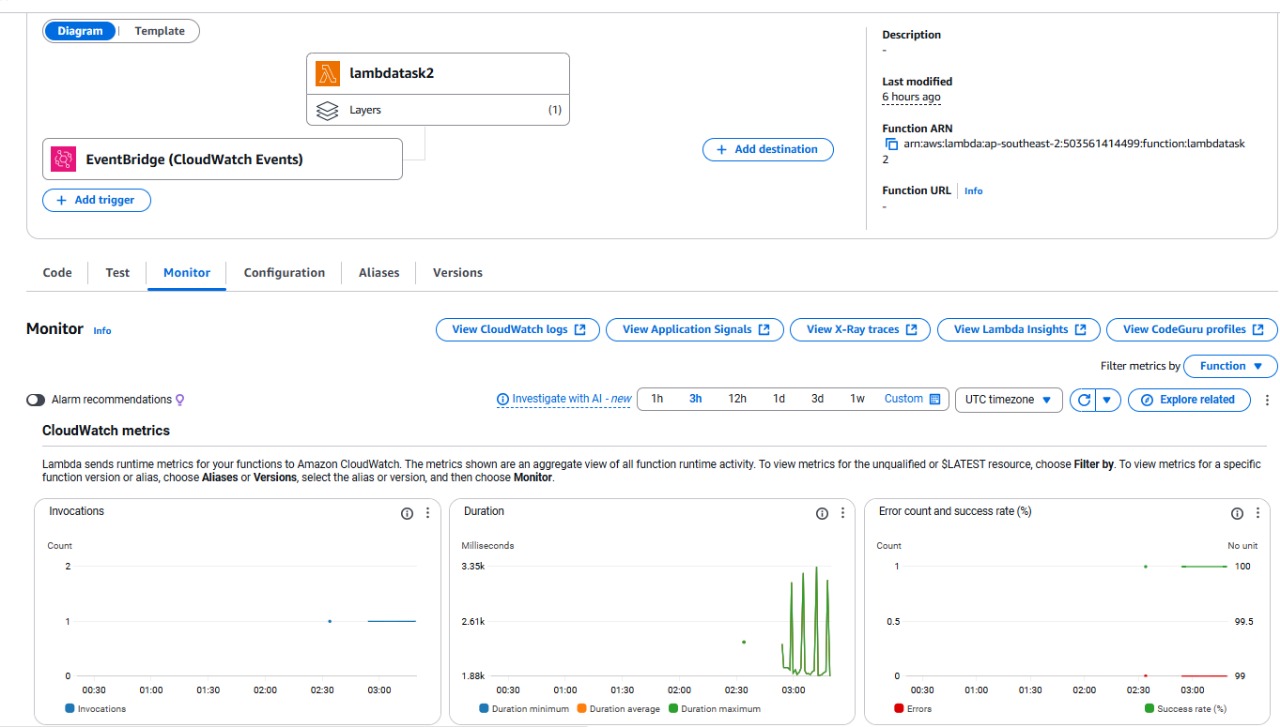 Diagram
Template
lambdatask2
Layers
(1)
EventBridge (CloudWatch Events)
+ Add trigger
+ Add destination
Description
-
Last modified
6 hours ago
Function ARN
arn:aws:lambda:ap-southeast-2:503561414499:function:lambdatask
2
Function URL Info
-
Code Test Monitor Configuration Aliases Versions
Monitor Info
View CloudWatch logs View Application Signals View X-Ray traces View Lambda Insights View CodeGuru profiles
Filter metrics by Function
Alarm recommendations
Investigate with AI - new
1h 3h 12h 1d 3d 1w Custom
UTC timezone
Explore related
CloudWatch metrics
Lambda sends runtime metrics for your functions to Amazon CloudWatch. The metrics shown are an aggregate view of all function runtime activity. To view metrics for the unqualified or $LATEST resource, choose Filter by. To view metrics for a specific
function version or alias, choose Aliases or Versions, select the alias or version, and then choose Monitor.
Invocations
Count
2
1
0
00:30 01:00 01:30 02:00 02:30 03:00
Invocations
Duration
Milliseconds
3.35k
2.61k
1.88k
00:30 01:00 01:30 02:00 02:30 03:00
Duration minimum Duration average Duration maximum
Error count and success rate (%)
Count No unit
1 100
0.5 99.5
0 99
00:30 01:00 01:30 02:00 02:30 03:00
Errors Success rate (%)